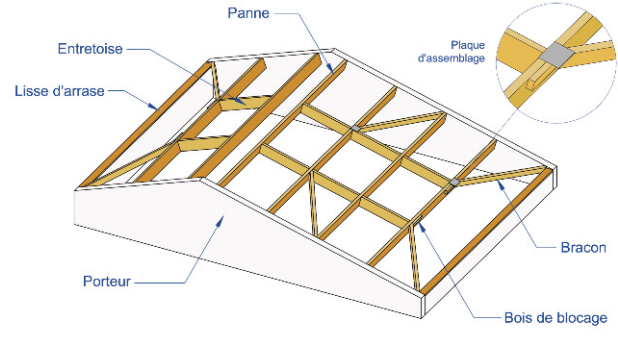 Panne
Entretoise
Lisse d'arrase
Plaque
d'assemblage
Porteur
Bracon
Bois de blocage